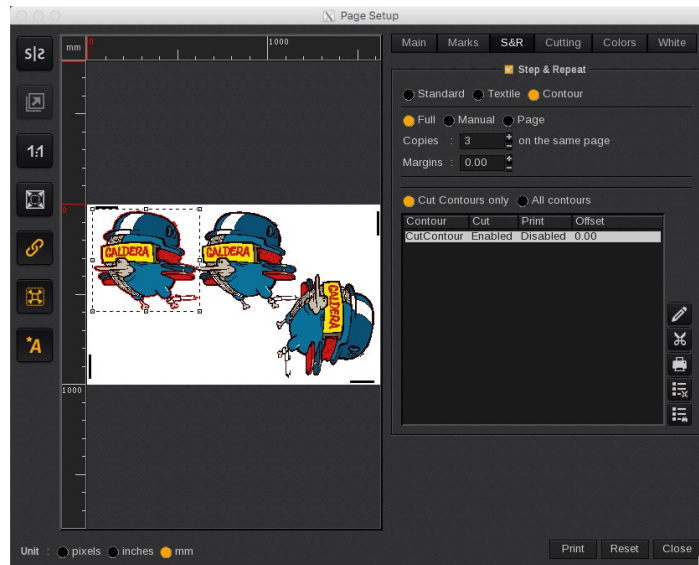 Page Setup
S|S
mm 0 1000
1:1
0
CALDERA CALDERA
CALDERA
*A
1000
Unit : pixels inches mm
Main Marks S&R Cutting Colors White
Step & Repeat
Standard Textile Contour
Full Manual Page
Copies : 3 on the same page
Margins : 0.00
Cut Contours only All contours
Contour Cut Print Offset
CutContour Enabled Disabled 0.00
Print Reset Close